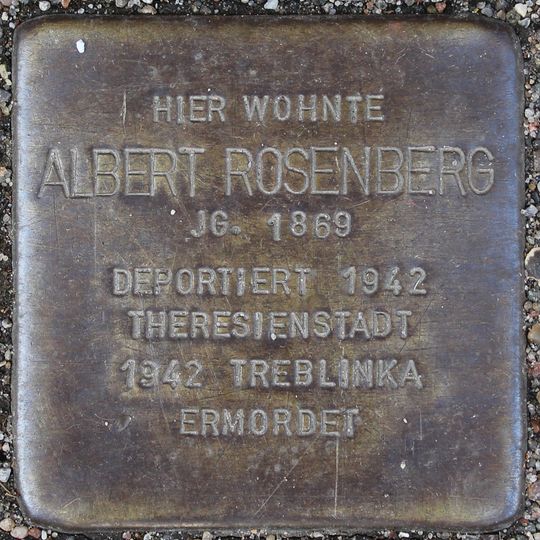 HIER WOHNTE
ALBERT ROSENBERG
JG. 1869
DEPORTIERT 1942
THERESIENSTADT
1942 TREBLINKA
ERMORDET